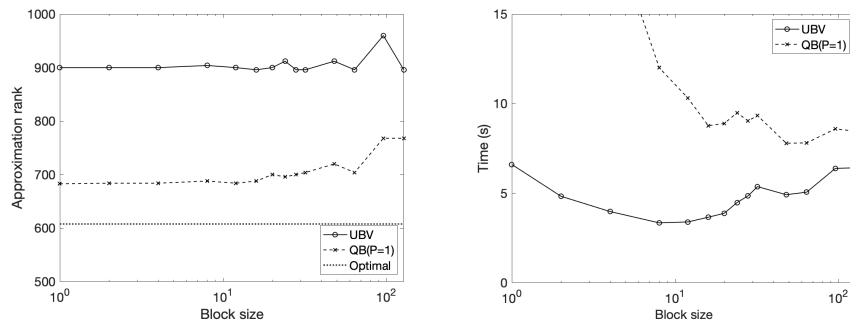 1000
900
800
700
600
500
Approximation rank
10^0
10^1
10^2
Block size
UBV
QB(P=1)
Optimal
15
10
5
0
Time (s)
10^0
10^1
10^2
Block size
UBV
QB(P=1)